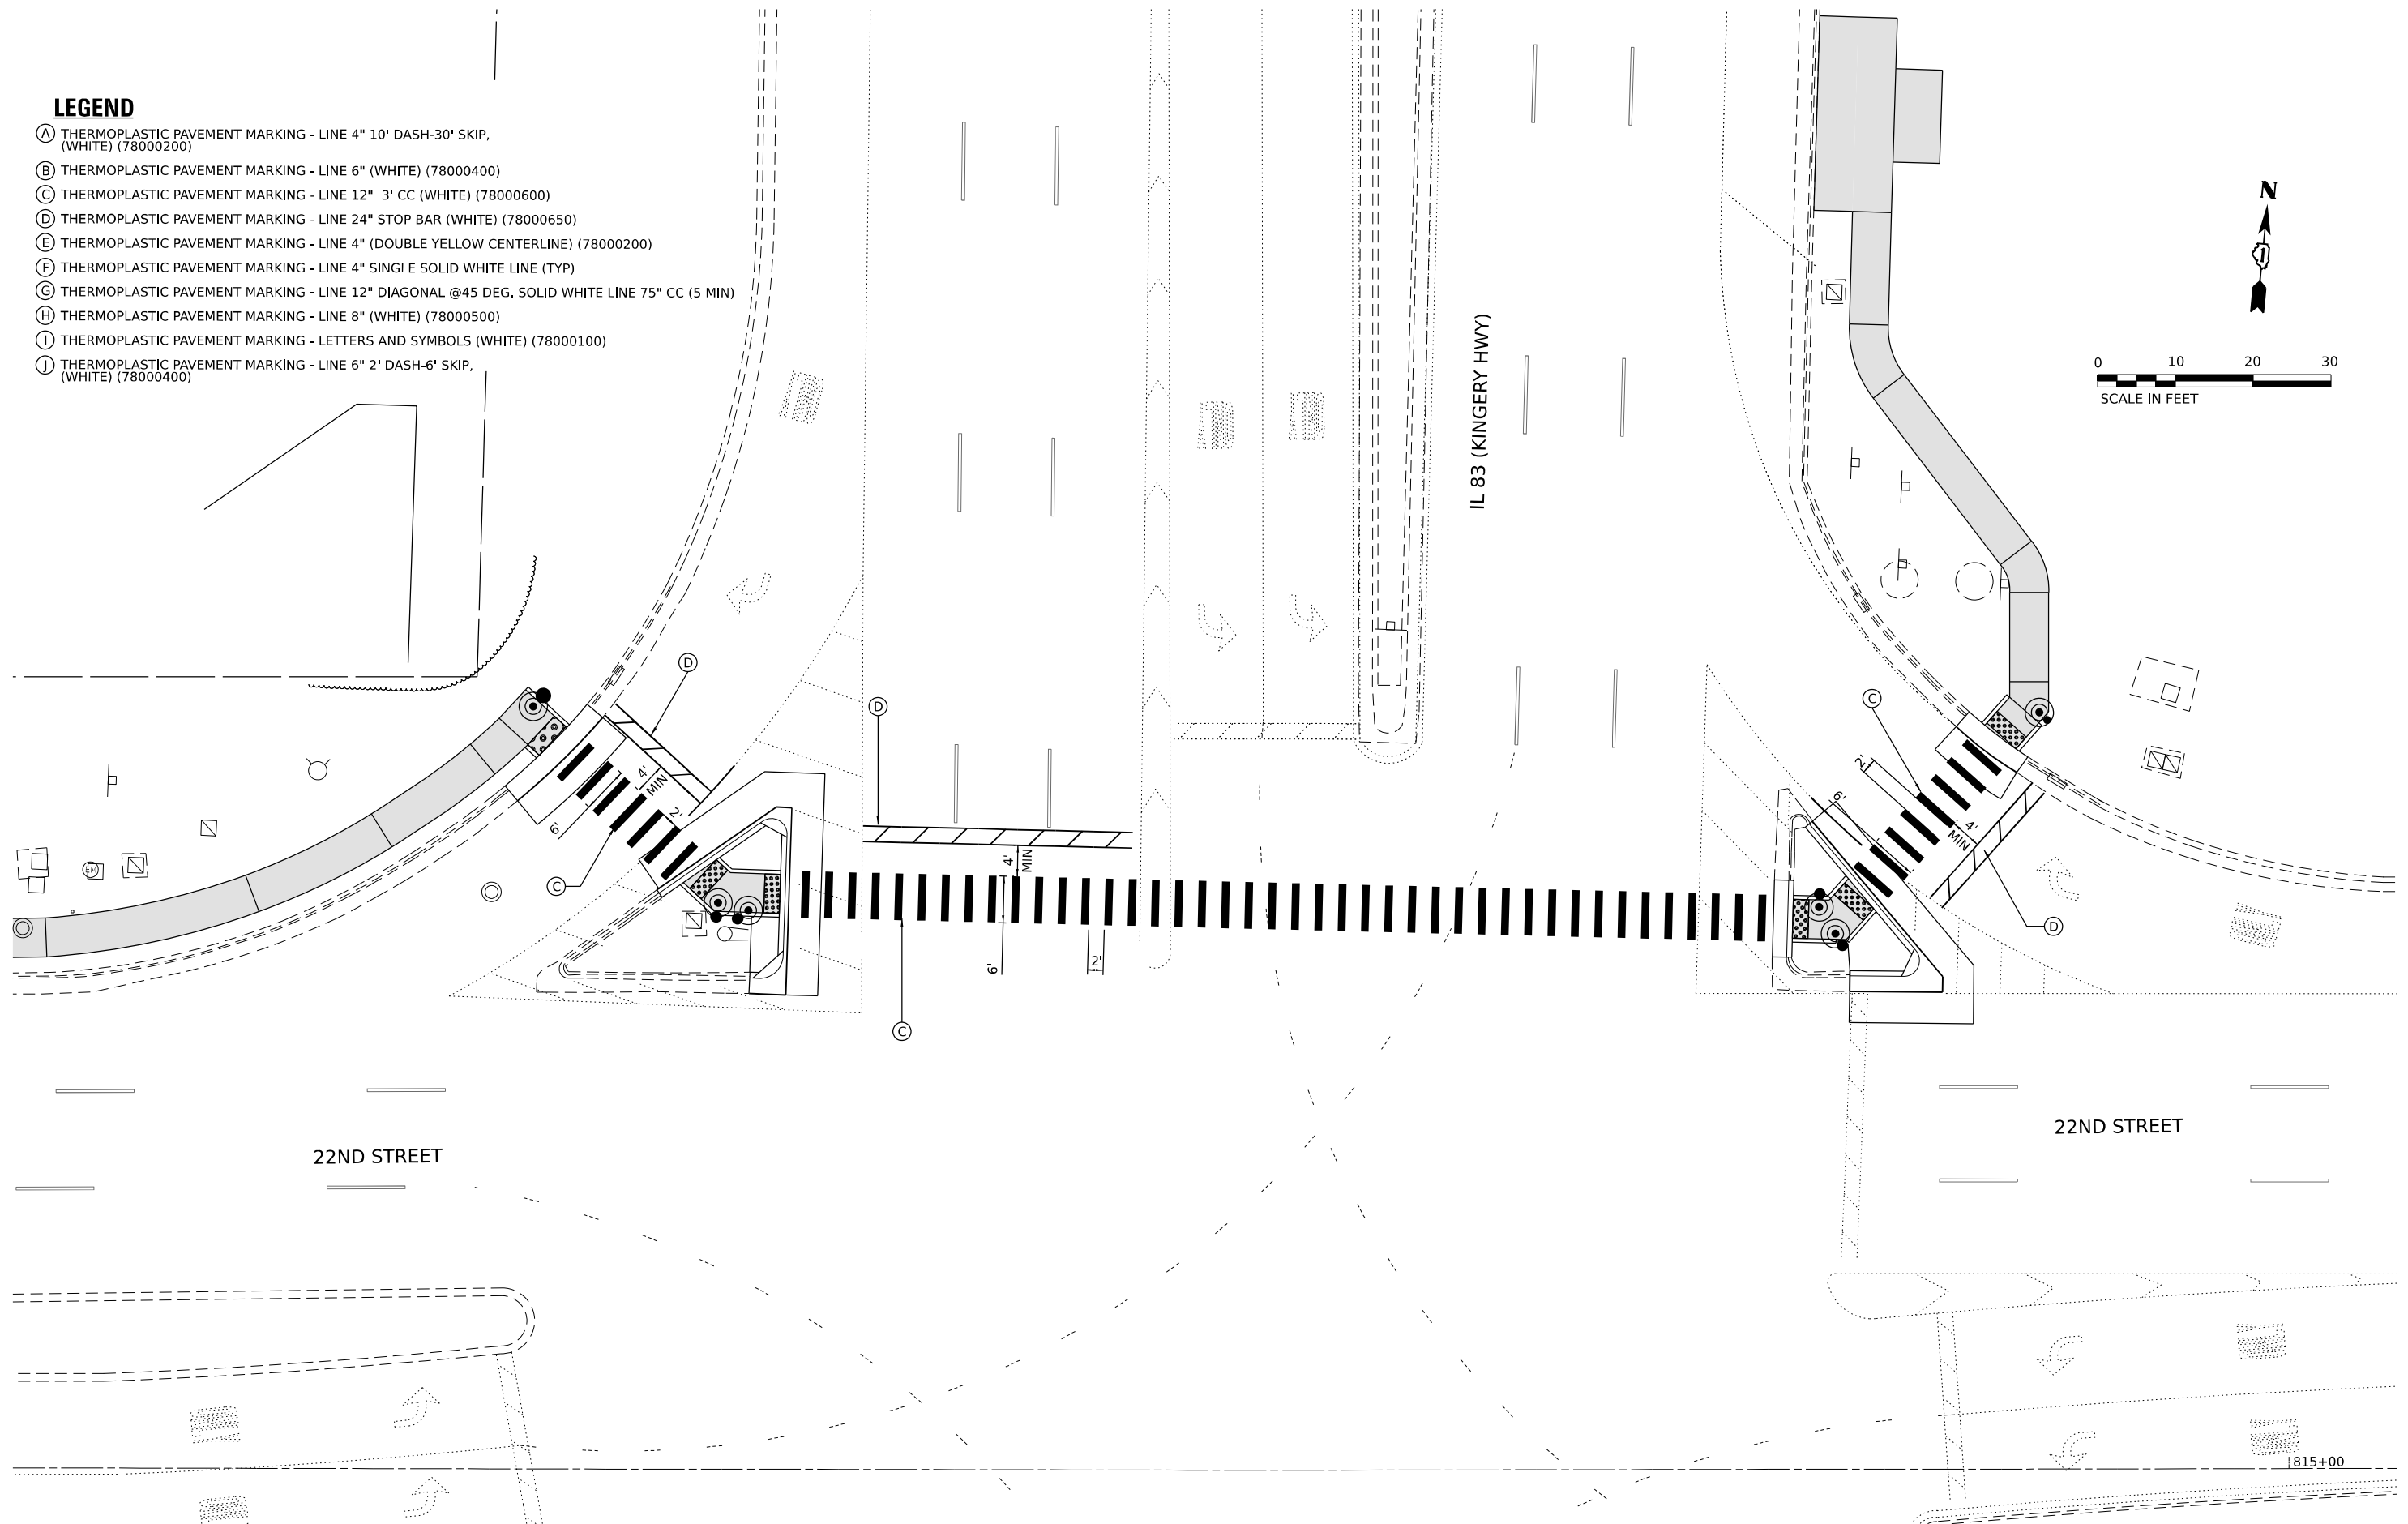 LEGEND
A THERMOPLASTIC PAVEMENT MARKING - LINE 4" 10' DASH-30' SKIP,
(WHITE) (78000200)
B THERMOPLASTIC PAVEMENT MARKING - LINE 6" (WHITE) (78000400)
C THERMOPLASTIC PAVEMENT MARKING - LINE 12" 3' CC (WHITE) (78000600)
D THERMOPLASTIC PAVEMENT MARKING - LINE 24" STOP BAR (WHITE) (78000650)
E THERMOPLASTIC PAVEMENT MARKING - LINE 4" (DOUBLE YELLOW CENTERLINE) (78000200)
F THERMOPLASTIC PAVEMENT MARKING - LINE 4" SINGLE SOLID WHITE LINE (TYP)
G THERMOPLASTIC PAVEMENT MARKING - LINE 12" DIAGONAL @45 DEG. SOLID WHITE LINE 75" CC (5 MIN)
H THERMOPLASTIC PAVEMENT MARKING - LINE 8" (WHITE) (78000500)
I THERMOPLASTIC PAVEMENT MARKING - LETTERS AND SYMBOLS (WHITE) (78000100)
J THERMOPLASTIC PAVEMENT MARKING - LINE 6" 2' DASH-6' SKIP,
(WHITE) (78000400)
N
I
0 10 20 30
SCALE IN FEET
IL 83 (KINGERY HWY)
D
D
C
4'
MIN
2'
6'
C
4'
MIN
6'
2'
C
2'
6'
4'
MIN
D
EM
22ND STREET
22ND STREET
815+00